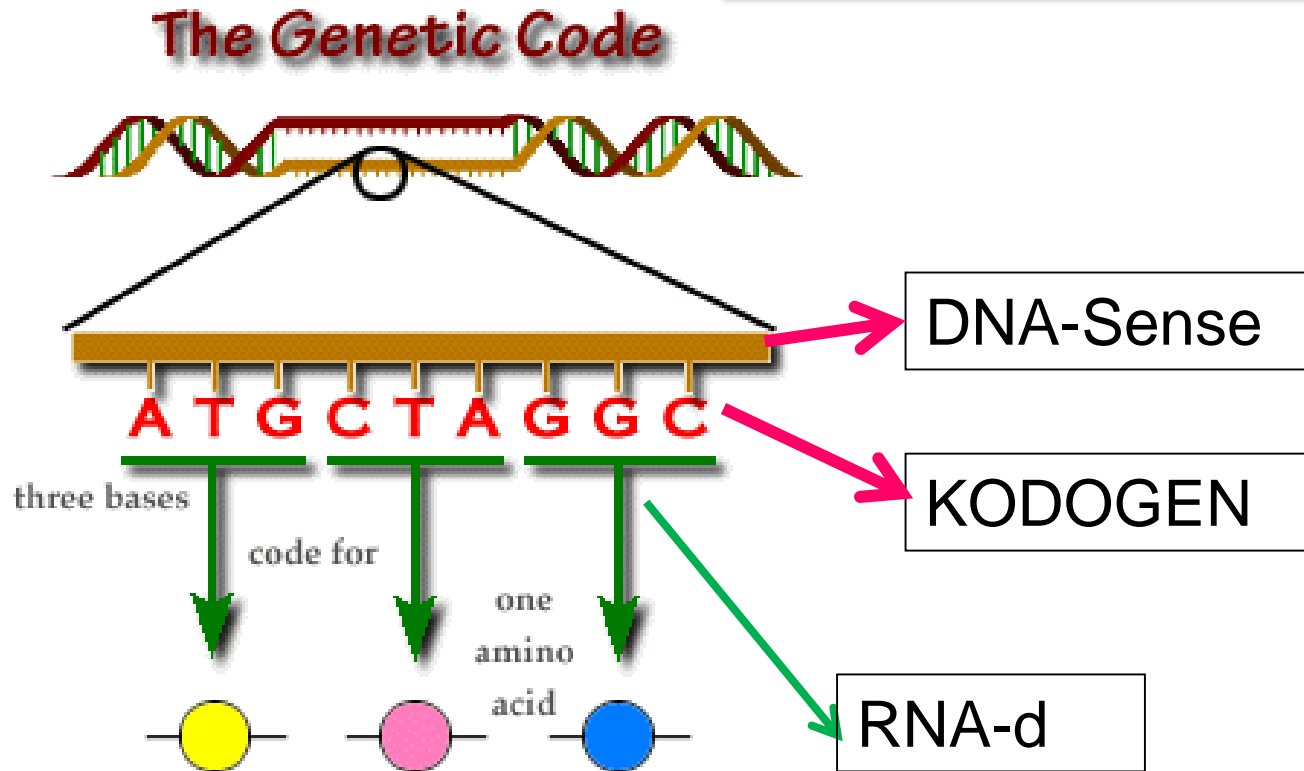 The Genetic Code
DNA-Sense
A T G C T A G G C
KODOGEN
three bases
code for
one
amino
acid
RNA-d